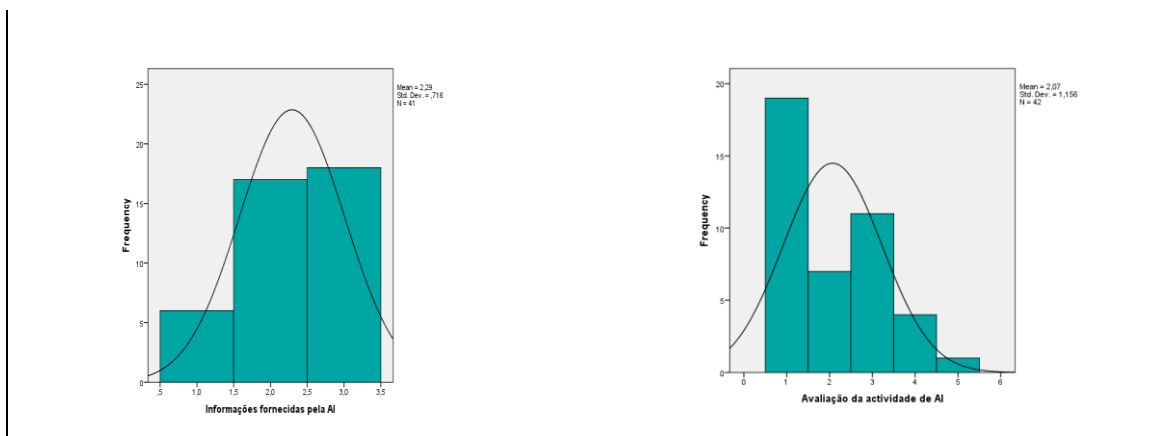 Mean = 2,29
Std. Dev. = ,716
N = 41
25
20
15
10
5
0
Frequency
,5
1,0
1,5
2,0
2,5
3,0
3,5
Informações fornecidas pela AI
Mean = 2,07
Std. Dev. = 1,156
N = 42
20
15
10
5
0
Frequency
0
1
2
3
4
5
6
Avaliação da actividade de AI